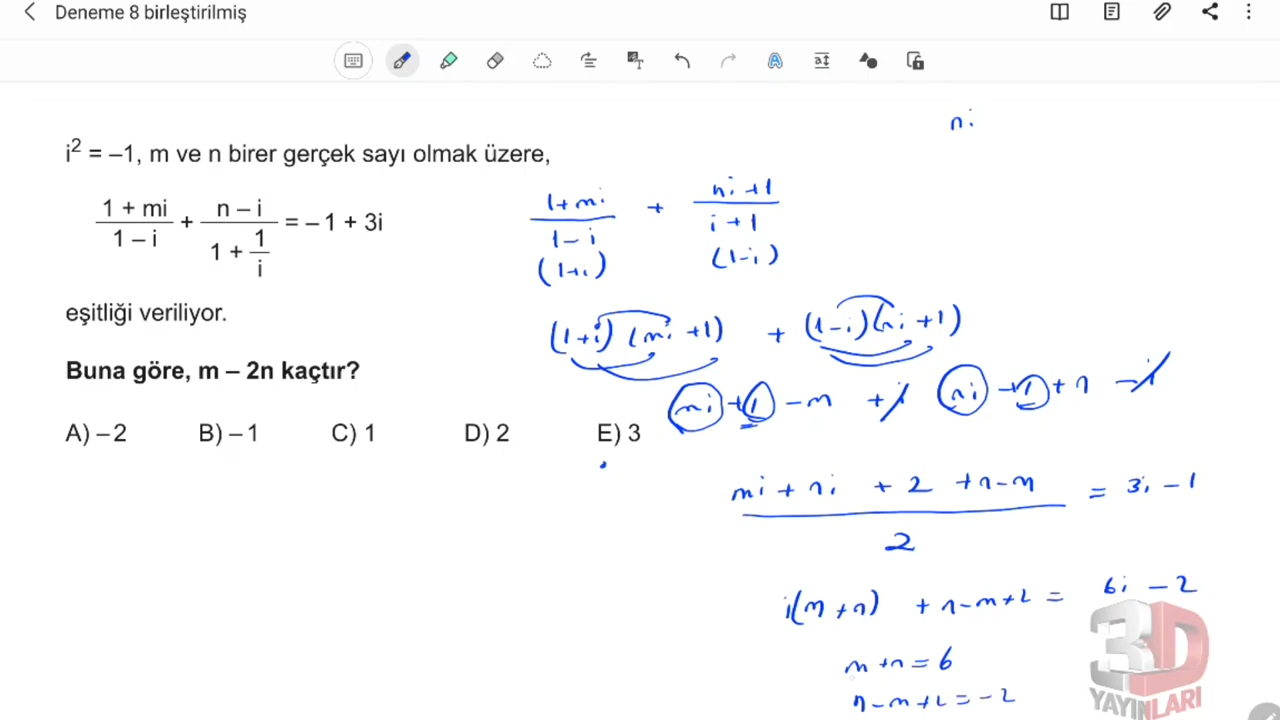 Deneme 8 birleştirilmiş
ni
i² = –1, m ve n birer gerçek sayı olmak üzere,
(1 + mi)/(1 – i) + (n – i)/(1 + 1/i) = – 1 + 3i
eşitliği veriliyor.
Buna göre, m – 2n kaçtır?
A) – 2 B) – 1 C) 1 D) 2 E) 3
(1+mi)/(1-i) + (ni+1)/(i+1)
(1+i) (1-i)
(1+i)(mi+1) + (1-i)(ni+1)
mi + 1 - m + i ni + 1 + n - i
(mi + ni + 2 + n - m)/2 = 3i - 1
i(m+n) + n-m+2 = 6i - 2
m+n = 6
n-m+2 = -2
3D
YAYINLARI